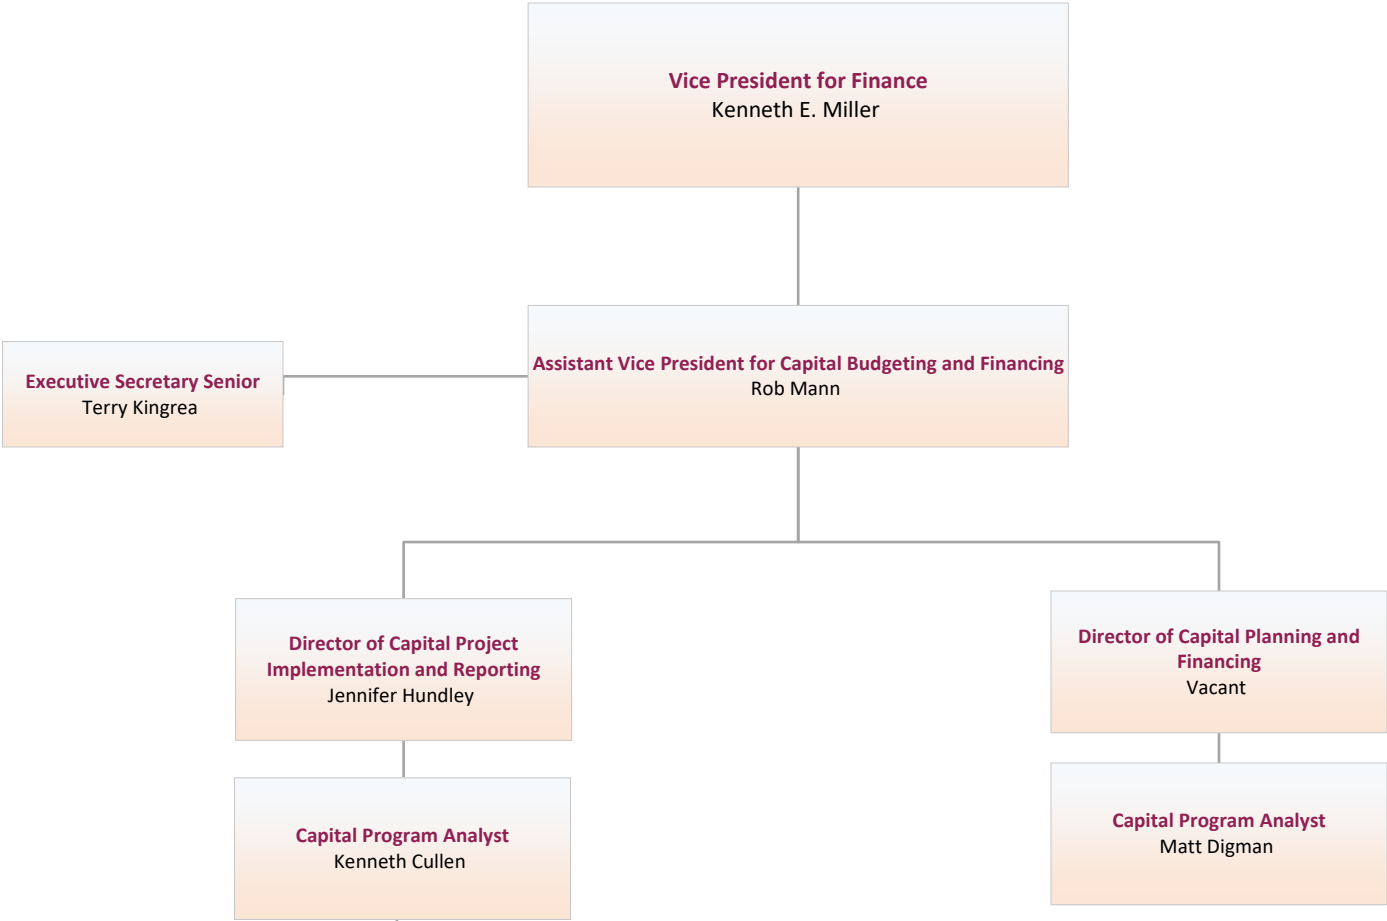 Vice President for Finance
Kenneth E. Miller
Assistant Vice President for Capital Budgeting and Financing
Rob Mann
Executive Secretary Senior
Terry Kingrea
Director of Capital Project
Implementation and Reporting
Jennifer Hundley
Director of Capital Planning and
Financing
Vacant
Capital Program Analyst
Kenneth Cullen
Capital Program Analyst
Matt Digman